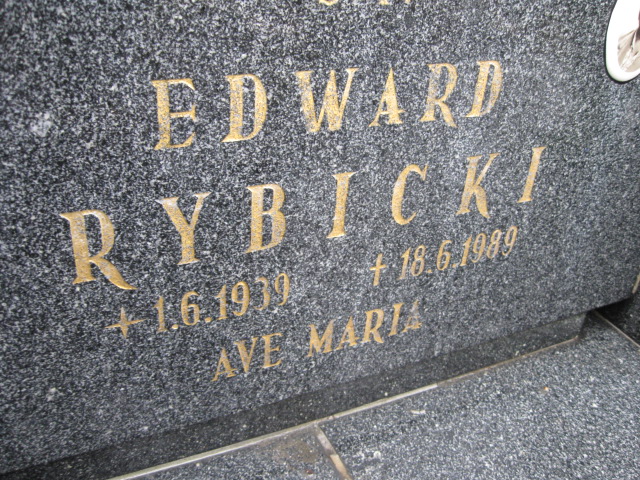 EDWARD
RYBICKI
+1.6.1939 +18.6.1989
AVE MARIA